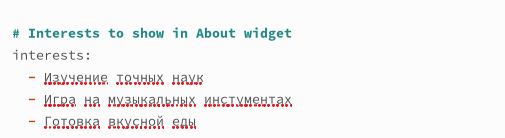 # Interests to show in About widget
interests:
- Изучение точных наук
- Игра на музыкальных инстументах
- Готовка вкусной еды